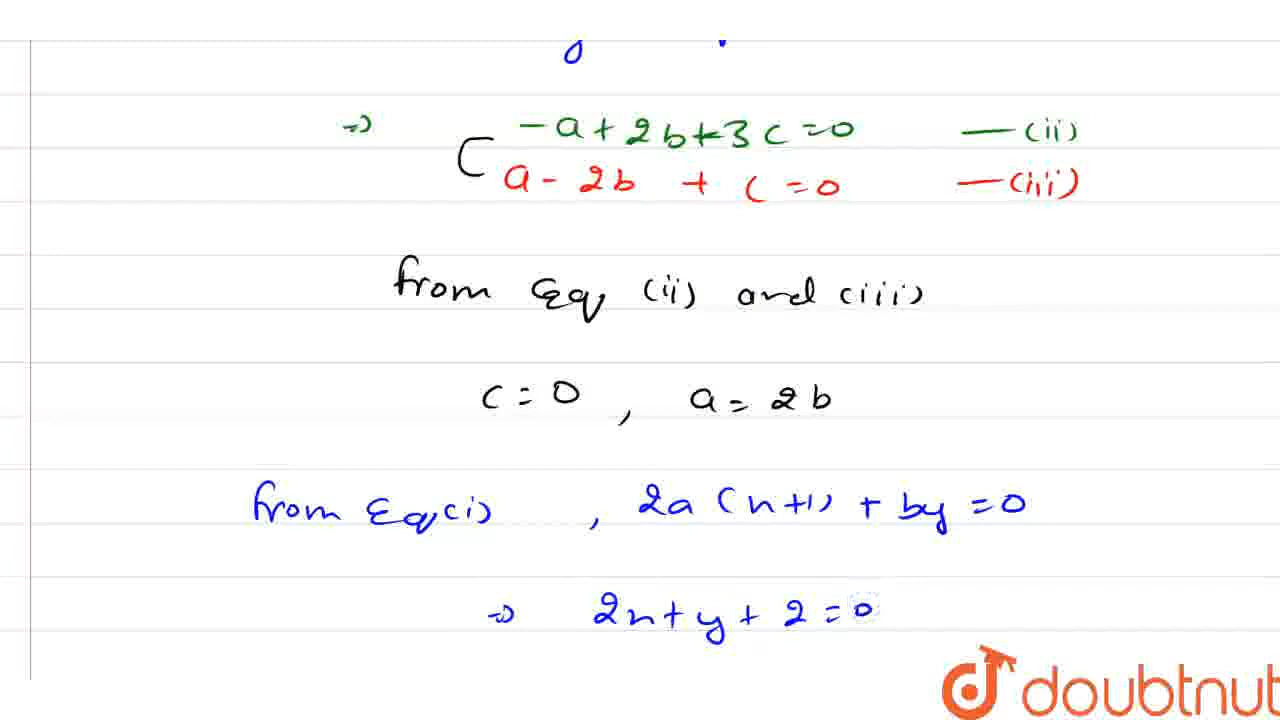 ⇒ -a + 2b + 3c = 0 —(ii)
a - 2b + c = 0 —(iii)
from Eq (ii) and (iii)
c = 0 , a = 2b
from Eq (i) , 2a (x+1) + by = 0
⇒ 2x + y + 2 = 0
doubtnut